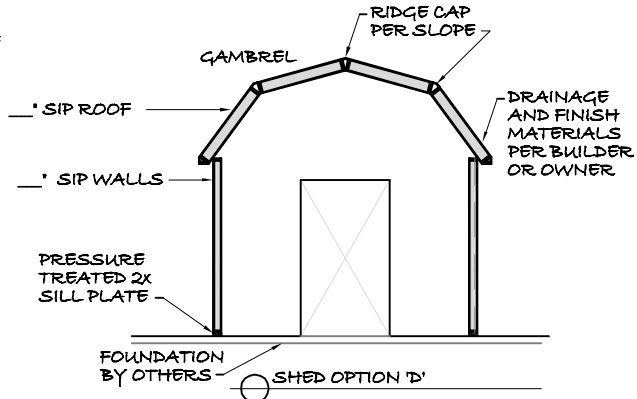 RIDGE CAP
PER SLOPE
GAMBREL
__" SIP ROOF
DRAINAGE
AND FINISH
MATERIALS
PER BUILDER
OR OWNER
__" SIP WALLS
PRESSURE
TREATED 2X
SILL PLATE
FOUNDATION
BY OTHERS
SHED OPTION 'D'